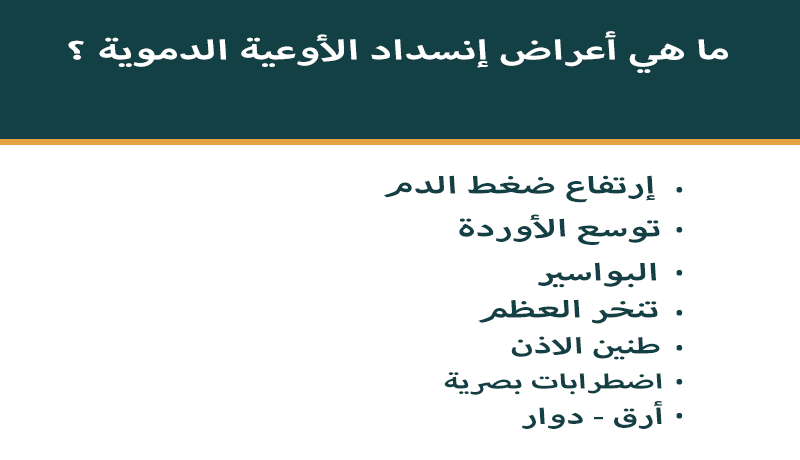 ما هي أعراض إنسداد الأوعية الدموية ؟
• إرتفاع ضغط الدم
• توسع الأوردة
• البواسير
• تنخر العظم
• طنين الاذن
• اضطرابات بصرية
• أرق - دوار